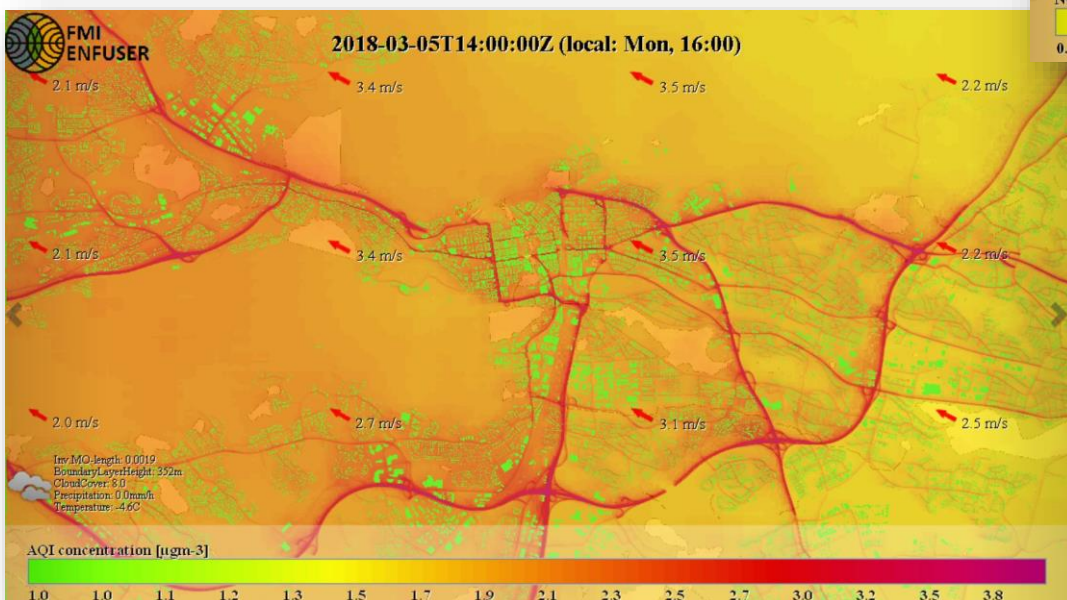 N
0.
FMI
ENFUSER
2018-03-05T14:00:00Z (local: Mon, 16:00)
2.1 m/s
3.4 m/s
3.5 m/s
2.2 m/s
2.1 m/s
3.4 m/s
3.5 m/s
2.2 m/s
2.0 m/s
2.7 m/s
3.1 m/s
2.5 m/s
Inv.MO-length: 0.0019
BoundaryLayerHeight: 352m
CloudCover: 8.0
Precipitation: 0.0mm/h
Temperature: -4.6C
AQI concentration [μgm-3]
1.0 1.0 1.1 1.2 1.3 1.5 1.7 1.9 2.1 2.3 2.5 2.7 3.0 3.2 3.5 3.8